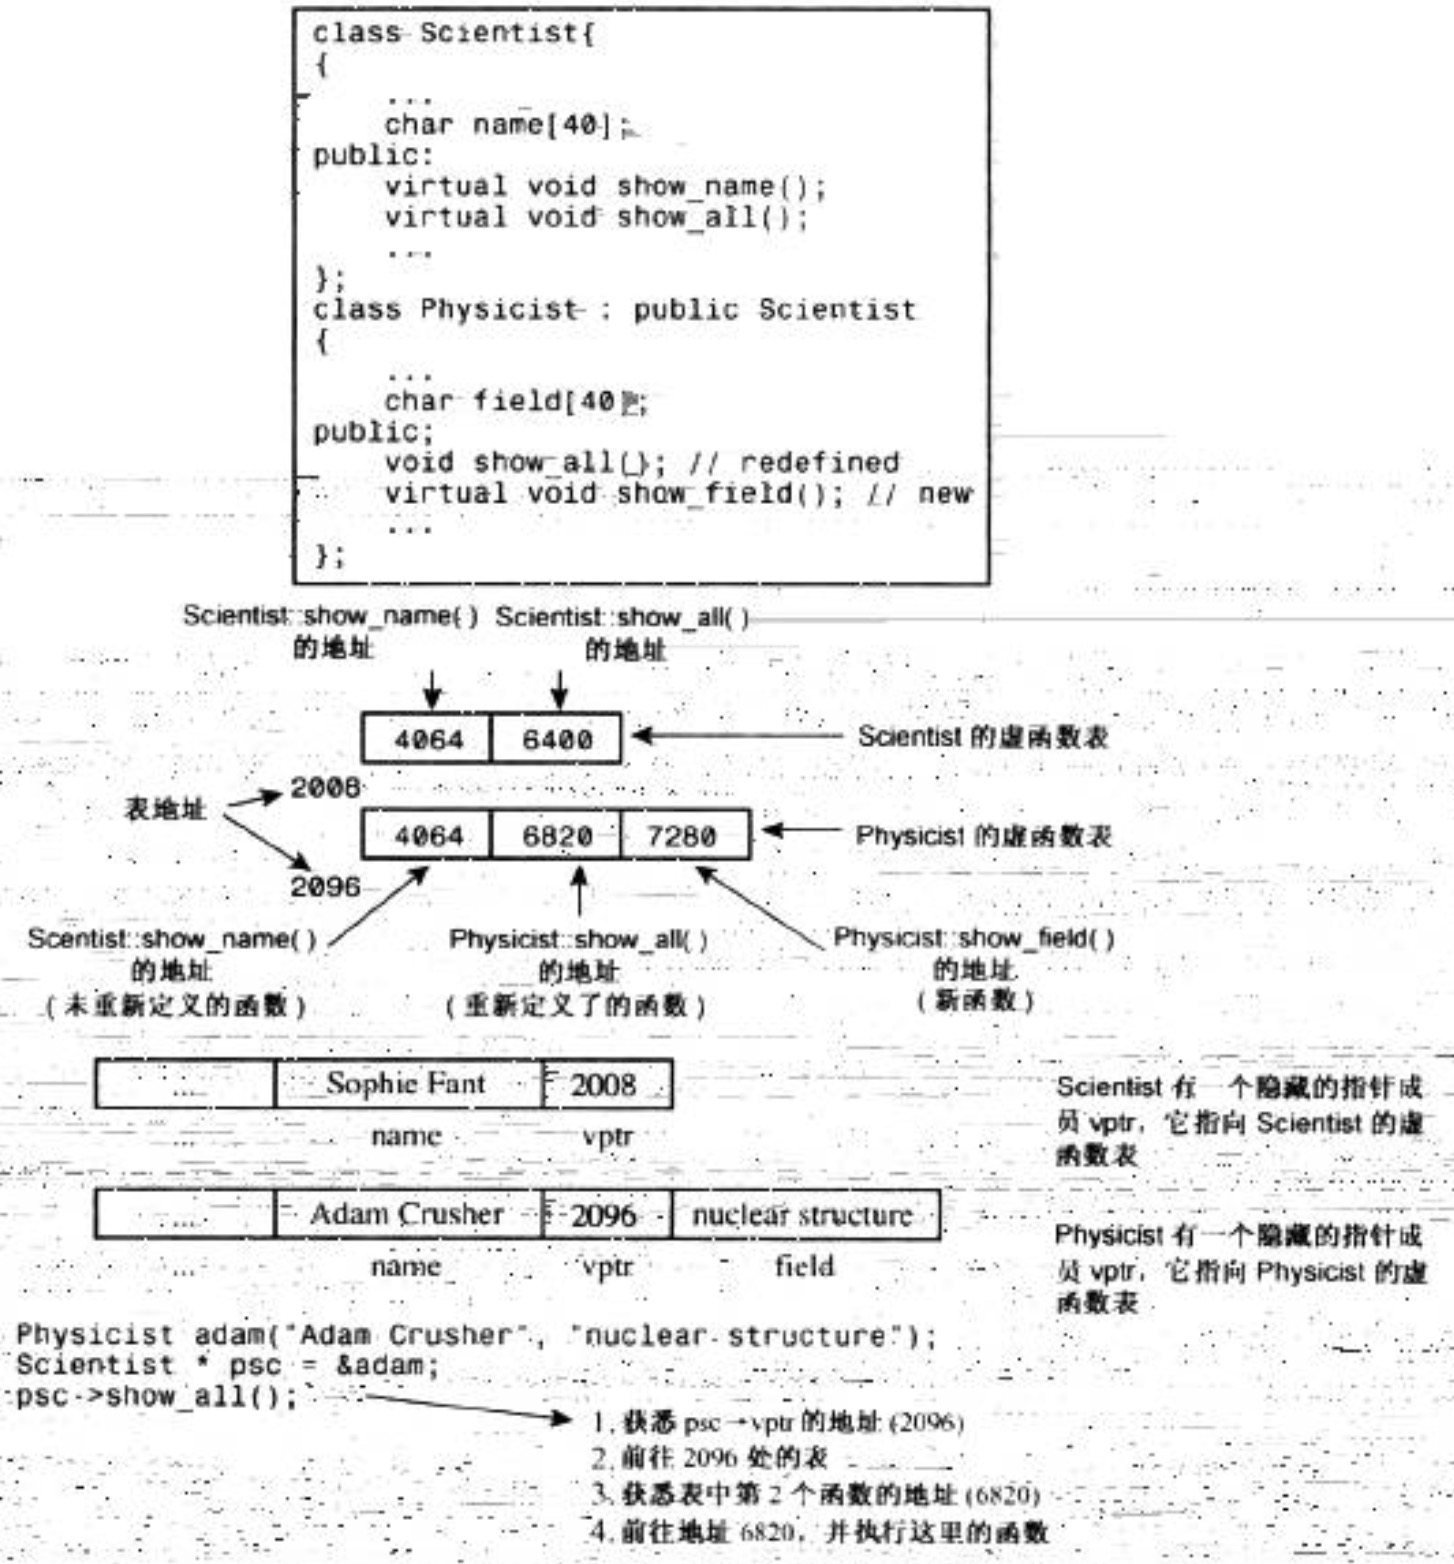 class Scientist{
{
...
char name[40];
public:
virtual void show_name();
virtual void show_all();
...
};
class Physicist : public Scientist
{
...
char field[40];
public;
void show_all(); // redefined
virtual void show_field(); // new
...
};
Scientist::show_name( ) Scientist::show_all( )
的地址 的地址
4064 6400 Scientist 的虚函数表
表地址 2008
4064 6820 7280 Physicist 的虚函数表
2096
Scentist::show_name( ) Physicist::show_all( ) Physicist::show_field( )
的地址 的地址 的地址
(未重新定义的函数) (重新定义了的函数) (新函数)
... Sophie Fant 2008
name vptr
Scientist 有一个隐藏的指针成
员 vptr，它指向 Scientist 的虚
函数表
... Adam Crusher 2096 nuclear structure
... name vptr field
Physicist 有一个隐藏的指针成
员 vptr，它指向 Physicist 的虚
函数表
Physicist adam("Adam Crusher", "nuclear structure");
Scientist * psc = &adam;
psc->show_all();
1. 获悉 psc→vptr 的地址 (2096)
2. 前往 2096 处的表
3. 获悉表中第 2 个函数的地址 (6820)
4. 前往地址 6820，并执行这里的函数